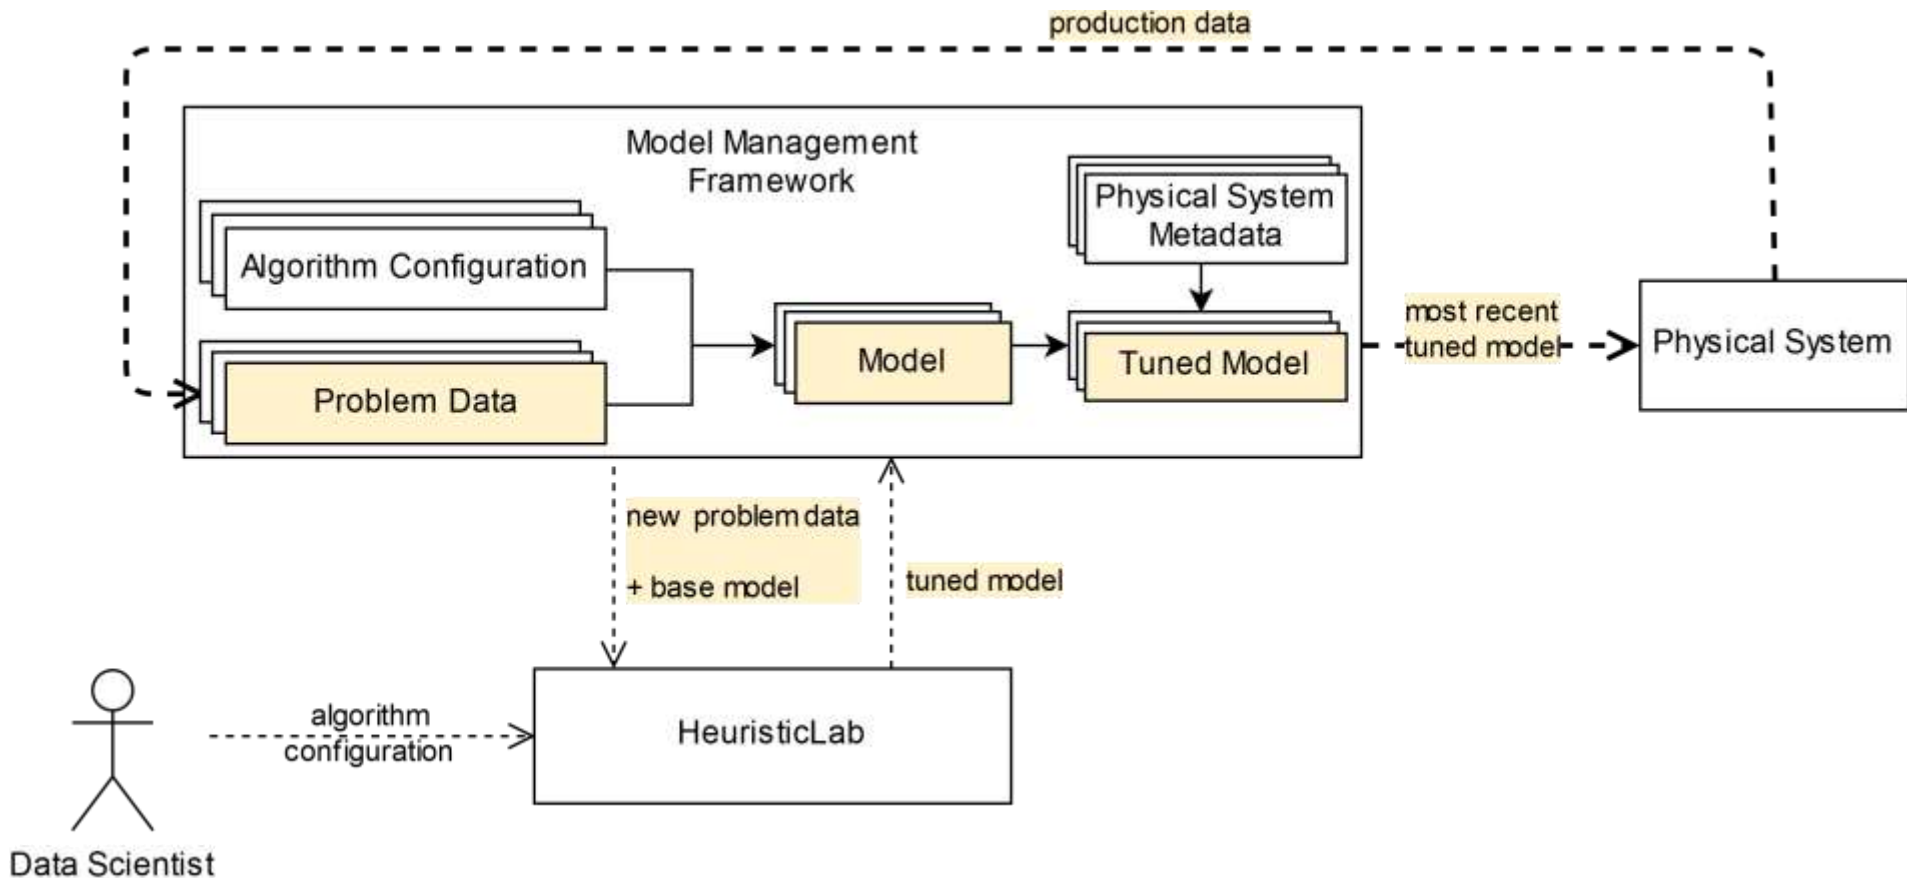 production data
Model Management
Framework
Physical System
Metadata
Algorithm Configuration
most recent
tuned model
Physical System
Model
Tuned Model
Problem Data
new problem data
+ base model
tuned model
algorithm
configuration
HeuristicLab
Data Scientist